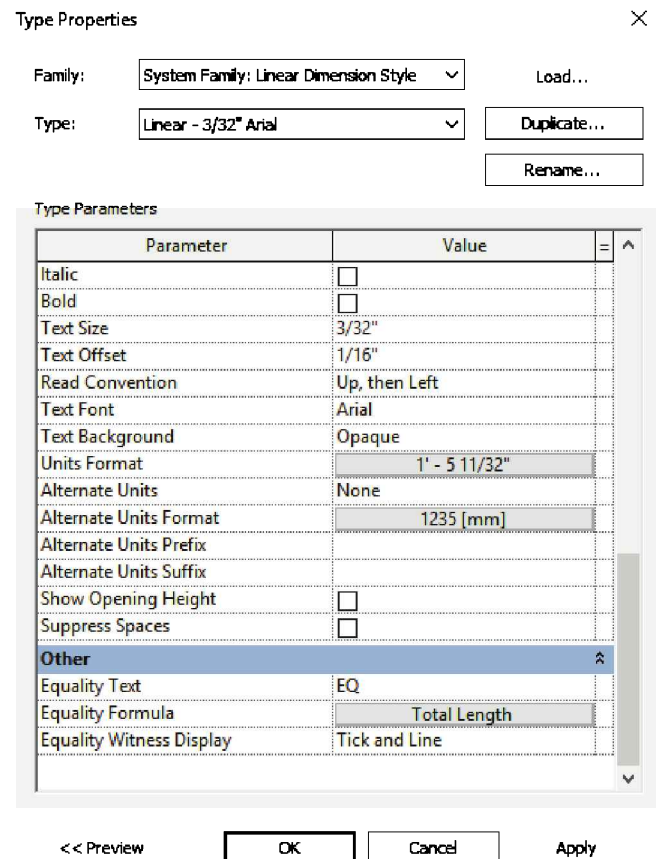 Type Properties
Family: System Family: Linear Dimension Style Load...
Type: Linear - 3/32" Arial Duplicate...
Rename...
Type Parameters
Parameter Value =
Italic
Bold
Text Size 3/32"
Text Offset 1/16"
Read Convention Up, then Left
Text Font Arial
Text Background Opaque
Units Format 1' - 5 11/32"
Alternate Units None
Alternate Units Format 1235 [mm]
Alternate Units Prefix
Alternate Units Suffix
Show Opening Height
Suppress Spaces
Other
Equality Text EQ
Equality Formula Total Length
Equality Witness Display Tick and Line
<< Preview OK Cancel Apply